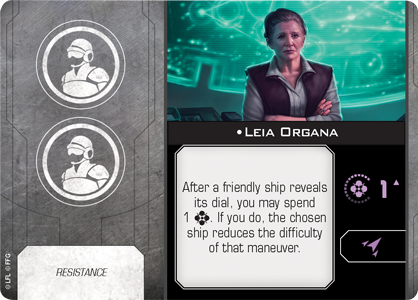 •Leia Organa
After a friendly ship reveals
its dial, you may spend
1 . If you do, the chosen
ship reduces the difficulty
of that maneuver.
1
RESISTANCE
©LFL ©FFG